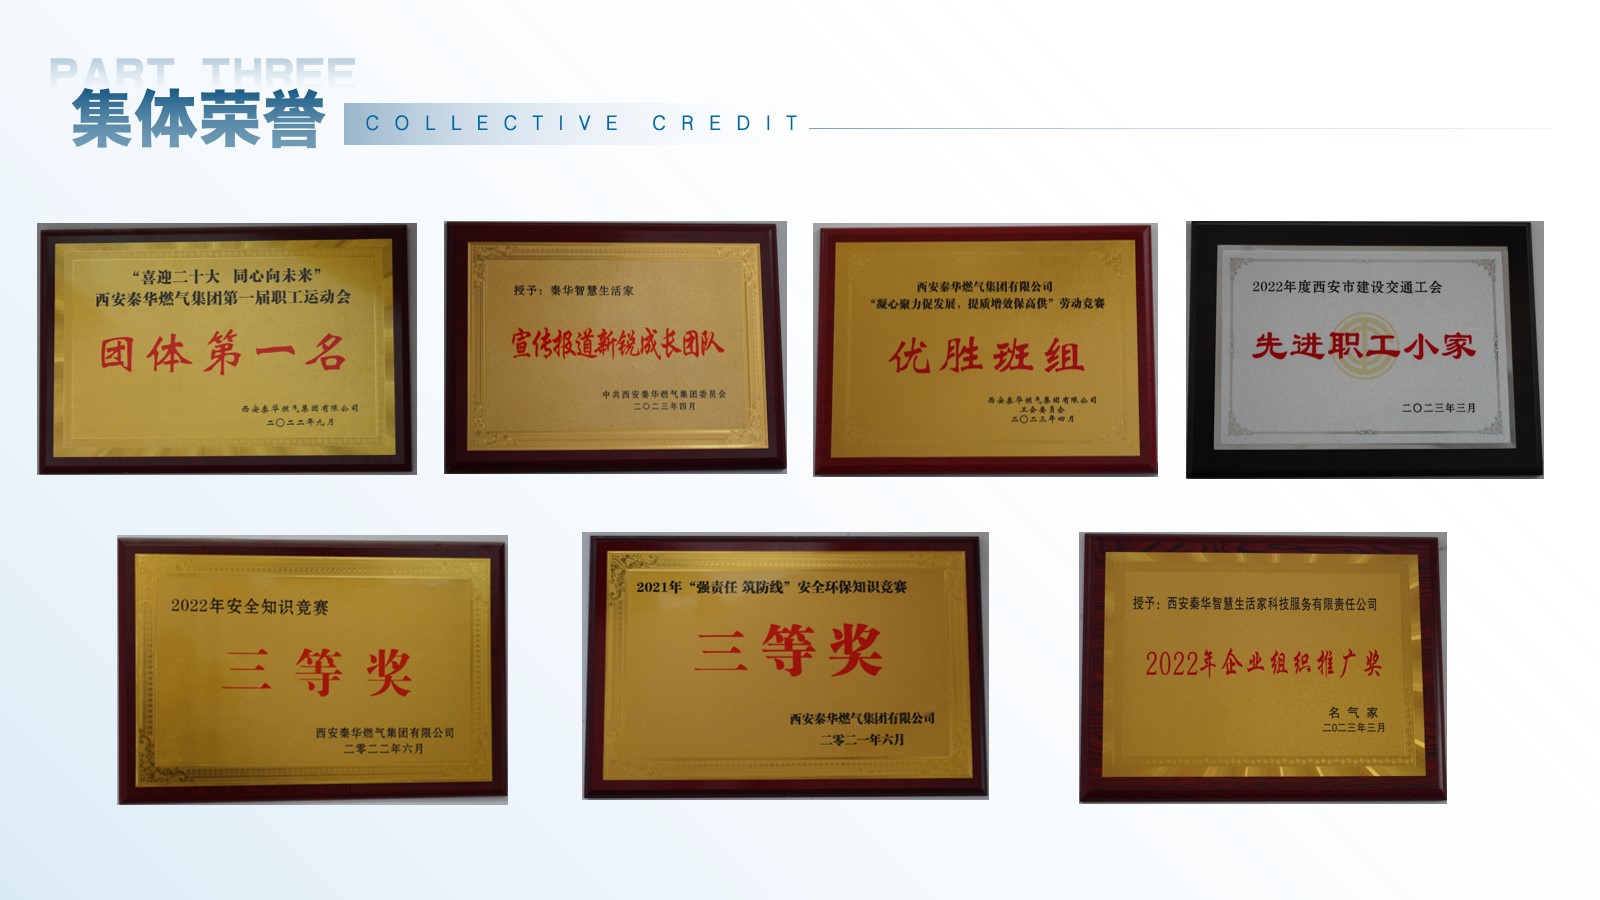 PART THREE
集体荣誉
COLLECTIVE CREDIT
“喜迎二十大 同心向未来”
西安秦华燃气集团第一届职工运动会
团体第一名
西安秦华燃气集团有限公司
二〇二二年九月
授予：秦华智慧生活家
宣传报道新锐成长团队
中共西安秦华燃气集团委员会
二〇二三年四月
西安秦华燃气集团有限公司
“凝心聚力促发展，提质增效保高供”劳动竞赛
优胜班组
西安秦华燃气集团有限公司
工会委员会
二〇二三年四月
2022年度西安市建设交通工会
先进职工小家
二〇二三年三月
2022年安全知识竞赛
三等奖
西安秦华燃气集团有限公司
二零二二年六月
2021年“强责任 筑防线”安全环保知识竞赛
三等奖
西安秦华燃气集团有限公司
二零二一年六月
授予：西安秦华智慧生活家科技服务有限责任公司
2022年企业组织推广奖
名气家
二0二三年三月